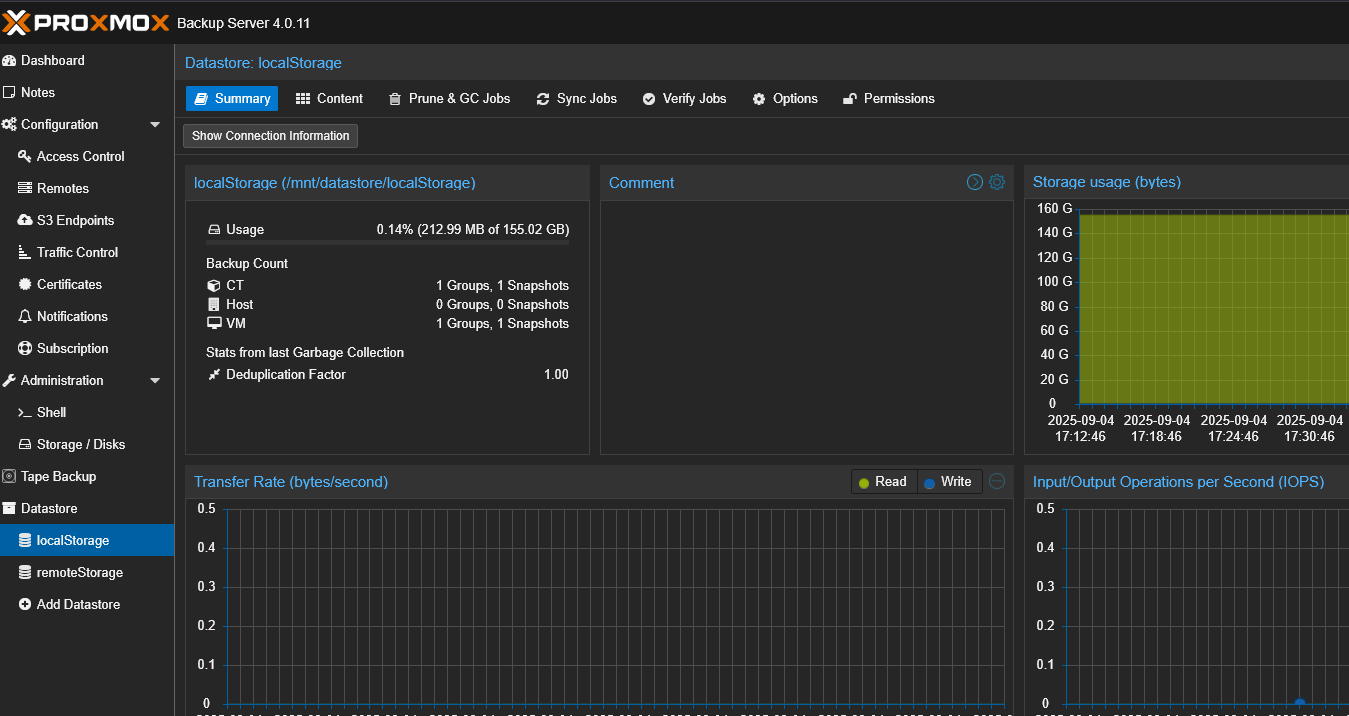 PROXMOX Backup Server 4.0.11
Dashboard
Notes
Configuration
Access Control
Remotes
S3 Endpoints
Traffic Control
Certificates
Notifications
Subscription
Administration
Shell
Storage / Disks
Tape Backup
Datastore
localStorage
remoteStorage
Add Datastore
Datastore: localStorage
Summary Content Prune & GC Jobs Sync Jobs Verify Jobs Options Permissions
Show Connection Information
localStorage (/mnt/datastore/localStorage)
Usage 0.14% (212.99 MB of 155.02 GB)
Backup Count
CT 1 Groups, 1 Snapshots
Host 0 Groups, 0 Snapshots
VM 1 Groups, 1 Snapshots
Stats from last Garbage Collection
Deduplication Factor 1.00
Comment
Storage usage (bytes)
160 G
140 G
120 G
100 G
80 G
60 G
40 G
20 G
0
2025-09-04 2025-09-04 2025-09-04 2025-09-04
17:12:46 17:18:46 17:24:46 17:30:46
Transfer Rate (bytes/second)
Read Write
0.5
0.4
0.3
0.2
0.1
0
Input/Output Operations per Second (IOPS)
0.5
0.4
0.3
0.2
0.1
0